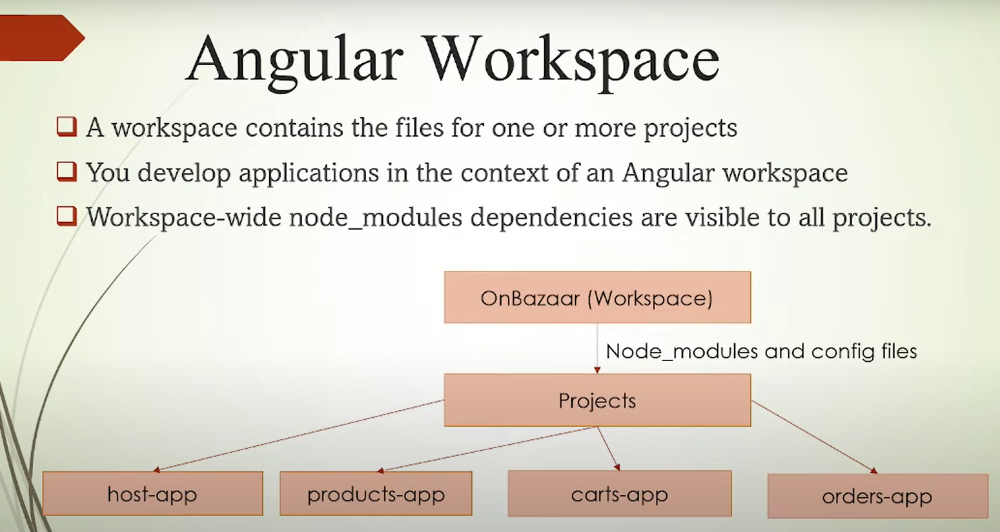 Angular Workspace
A workspace contains the files for one or more projects
You develop applications in the context of an Angular workspace
Workspace-wide node_modules dependencies are visible to all projects.
OnBazaar (Workspace)
Node_modules and config files
Projects
host-app
products-app
carts-app
orders-app